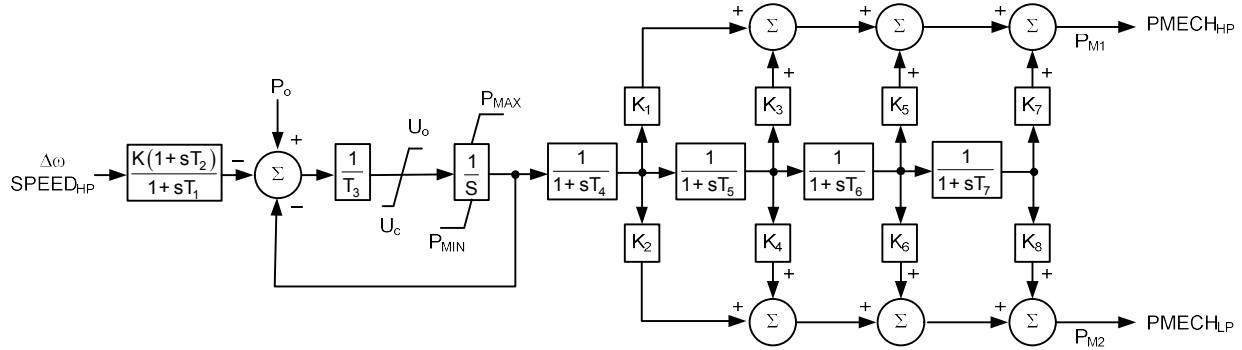 + Σ + Σ + Σ P_M1 PMECH_HP
+ + +
K_1 K_3 K_5 K_7
P_o P_MAX
U_o
Δω
SPEED_HP
K(1+sT_2)
1+sT_1
− + Σ −
1
T_3
U_c
1
S
P_MIN
1
1+sT_4
1
1+sT_5
1
1+sT_6
1
1+sT_7
K_2 K_4 K_6 K_8
+ + +
+ Σ + Σ + Σ P_M2 PMECH_LP